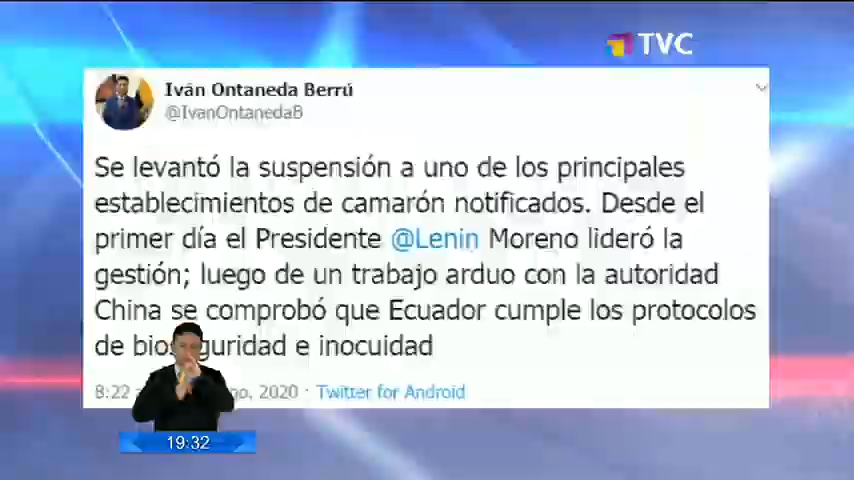 TVC
Iván Ontaneda Berrú
@IvanOntanedaB
Se levantó la suspensión a uno de los principales
establecimientos de camarón notificados. Desde el
primer día el Presidente @Lenin Moreno lideró la
gestión; luego de un trabajo arduo con la autoridad
China se comprobó que Ecuador cumple los protocolos
de bioseguridad e inocuidad
8:22 go, 2020 · Twitter for Android
19:32